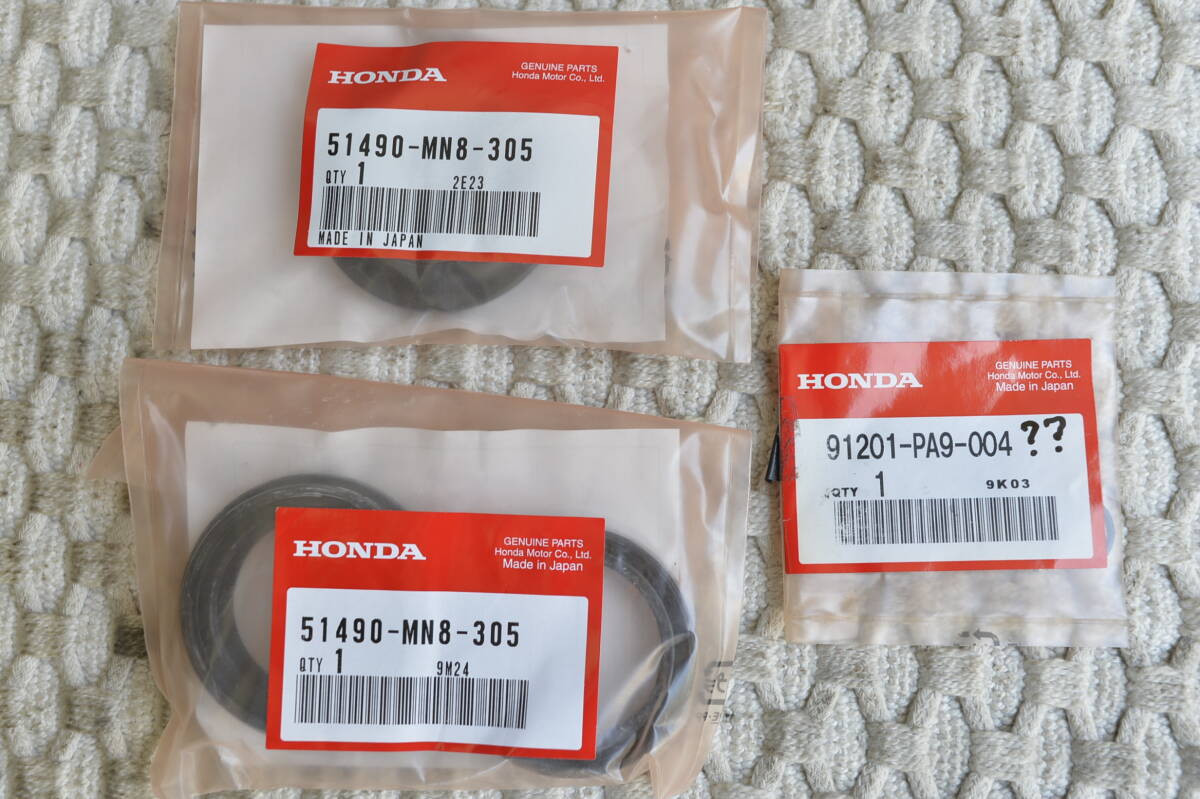 HONDA
GENUINE PARTS
Honda Motor Co., Ltd.
51490-MN8-305
QTY 1 2E23
MADE IN JAPAN
HONDA
GENUINE PARTS
Honda Motor Co., Ltd.
Made in Japan
91201-PA9-004 ??
QTY 1 9K03
HONDA
GENUINE PARTS
Honda Motor Co., Ltd.
Made in Japan
51490-MN8-305
QTY 1 9M24